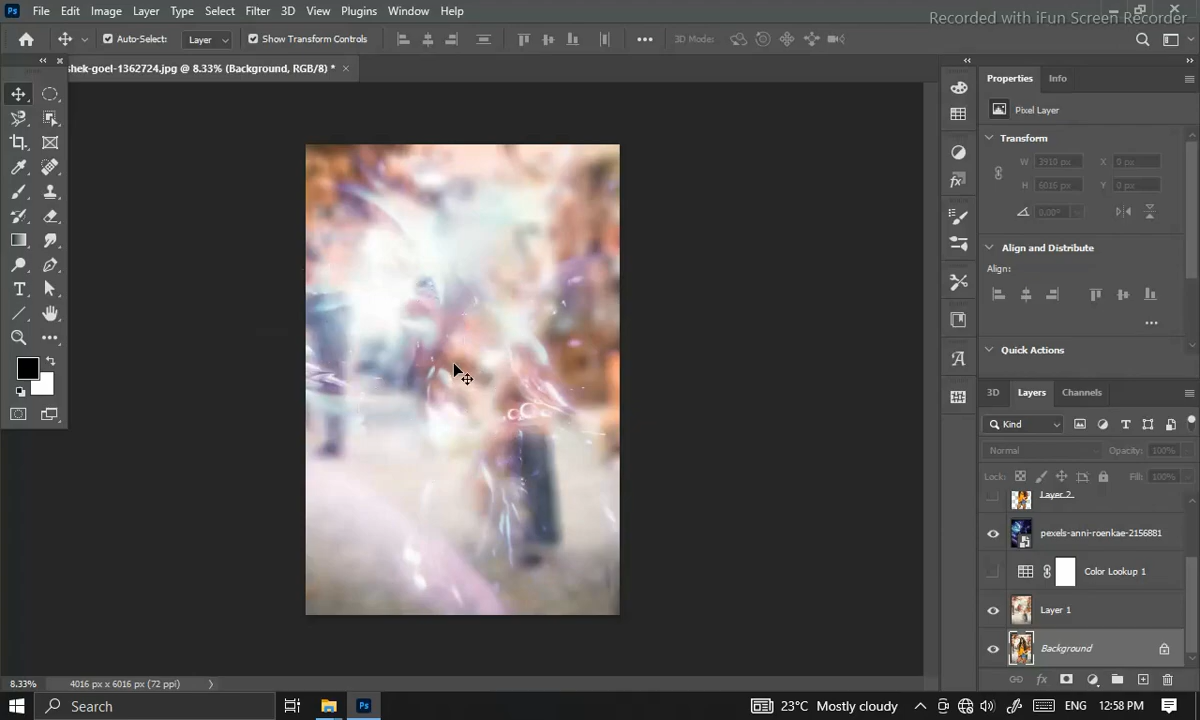 Ps File Edit Image Layer Type Select Filter 3D View Plugins Window Help
Recorded with iFun Screen Recorder
Auto-Select: Layer Show Transform Controls 3D Mode:
shek-goel-1362724.jpg @ 8.33% (Background, RGB/8) * ×
Properties Info
Pixel Layer
Transform
W 3910 px X 0 px
H 6016 px Y 0 px
0.00°
Align and Distribute
Align:
Quick Actions
3D Layers Channels
Kind
Normal Opacity: 100%
Lock: Fill: 100%
Layer 2
pexels-anni-roenkae-2156881
Color Lookup 1
Layer 1
Background
8.33% 4016 px x 6016 px (72 ppi)
Search Ps 23°C Mostly cloudy ENG 12:58 PM